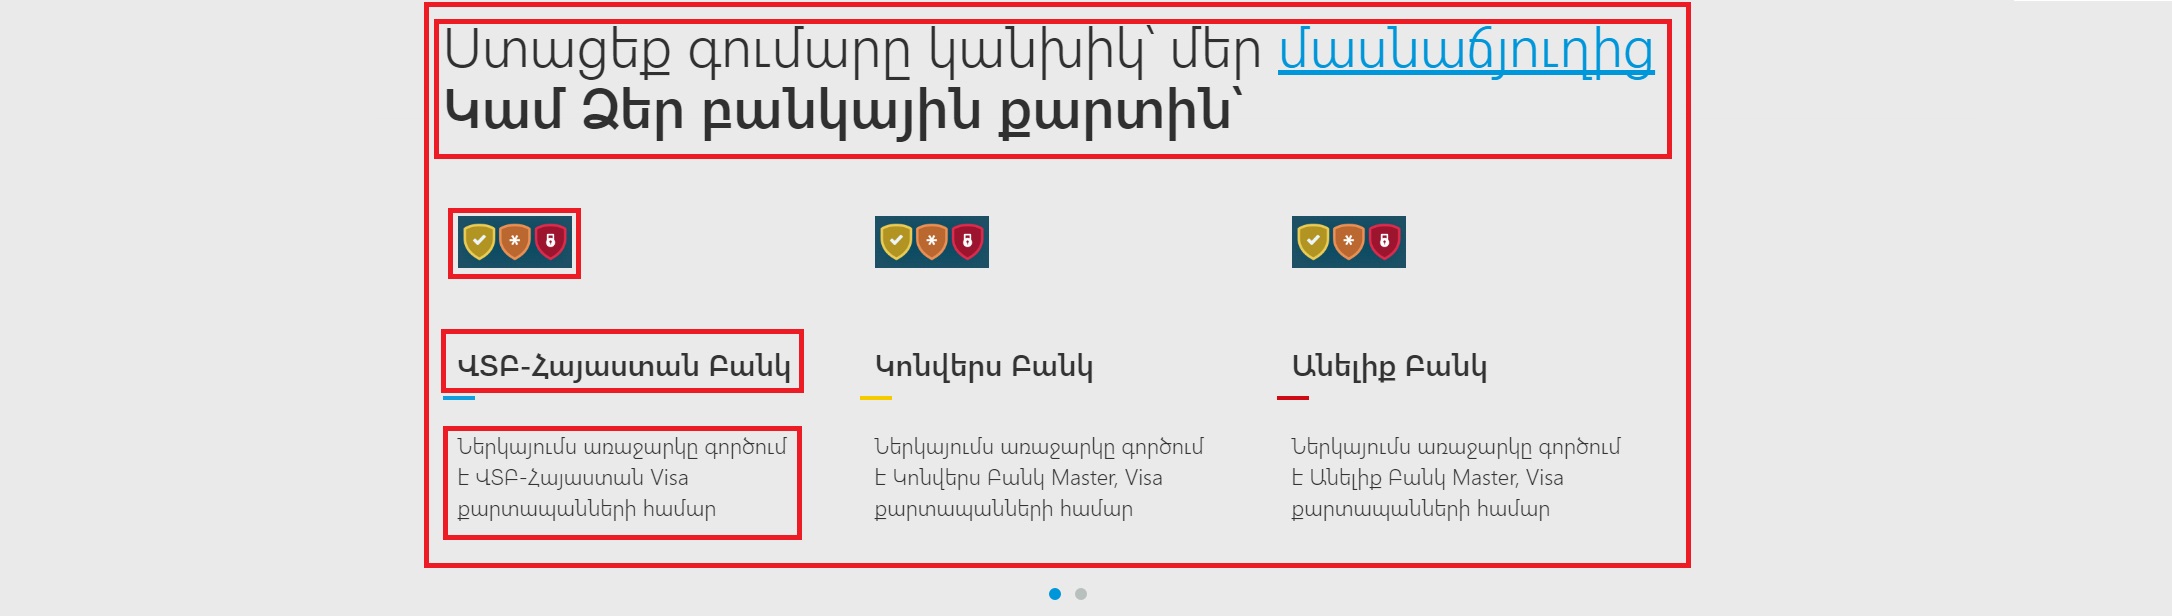 Ստացեք գումարը կանխիկ՝ մեր մասնաճյուղից
Կամ Ձեր բանկային քարտին՝
ՎՏԲ-Հայաստան Բանկ
Ներկայումս առաջարկը գործում
է ՎՏԲ-Հայաստան Visa
քարտապանների համար
Կոնվերս Բանկ
Ներկայումս առաջարկը գործում
է Կոնվերս Բանկ Master, Visa
քարտապանների համար
Անելիք Բանկ
Ներկայումս առաջարկը գործում
է Անելիք Բանկ Master, Visa
քարտապանների համար